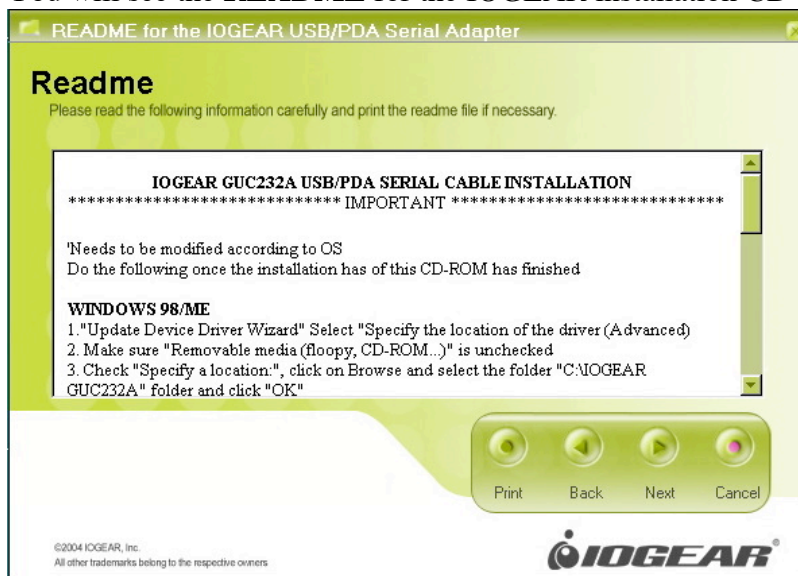 You will see the README for the IOGEAR installation CD
README for the IOGEAR USB/PDA Serial Adapter
Readme
Please read the following information carefully and print the readme file if necessary.
IOGEAR GUC232A USB/PDA SERIAL CABLE INSTALLATION
***************************** IMPORTANT *****************************
'Needs to be modified according to OS
Do the following once the installation has of this CD-ROM has finished
WINDOWS 98/ME
1."Update Device Driver Wizard" Select "Specify the location of the driver (Advanced)
2. Make sure "Removable media (floopy, CD-ROM...)" is unchecked
3. Check "Specify a location:", click on Browse and select the folder "C:\IOGEAR
GUC232A" folder and click "OK"
Print Back Next Cancel
©2004 IOGEAR, Inc.
All other trademarks belong to the respective owners
IOGEAR®